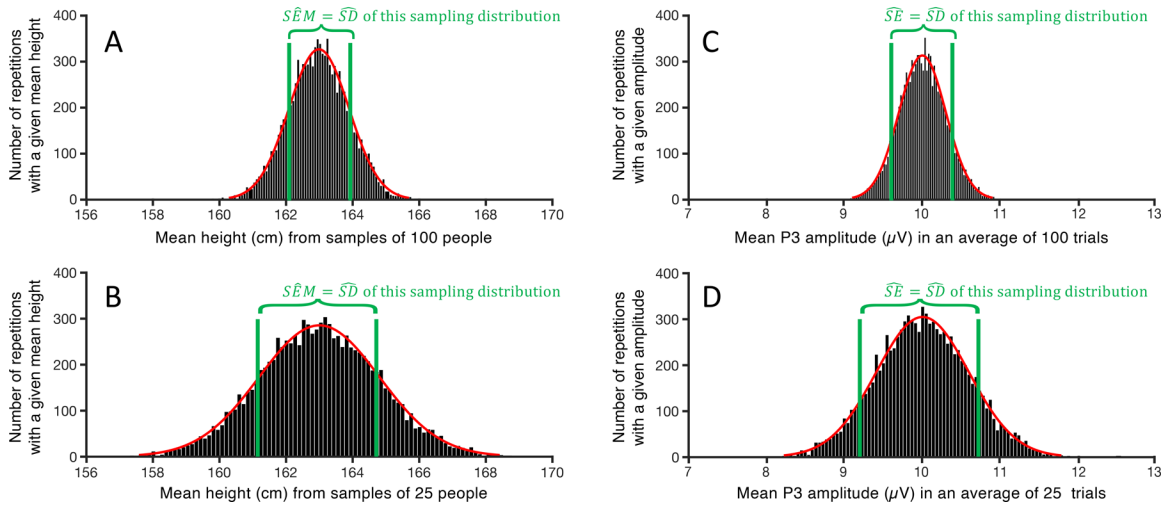 A
SÊM = SD̂ of this sampling distribution
Number of repetitions
with a given mean height
400
300
200
100
0
156 158 160 162 164 166 168 170
Mean height (cm) from samples of 100 people
C
SÊ = SD̂ of this sampling distribution
Number of repetitions
with a given amplitude
400
300
200
100
0
7 8 9 10 11 12 13
Mean P3 amplitude (µV) in an average of 100 trials
B
SÊM = SD̂ of this sampling distribution
Number of repetitions
with a given mean height
400
300
200
100
0
156 158 160 162 164 166 168 170
Mean height (cm) from samples of 25 people
D
SÊ = SD̂ of this sampling distribution
Number of repetitions
with a given amplitude
400
300
200
100
0
7 8 9 10 11 12 13
Mean P3 amplitude (µV) in an average of 25 trials